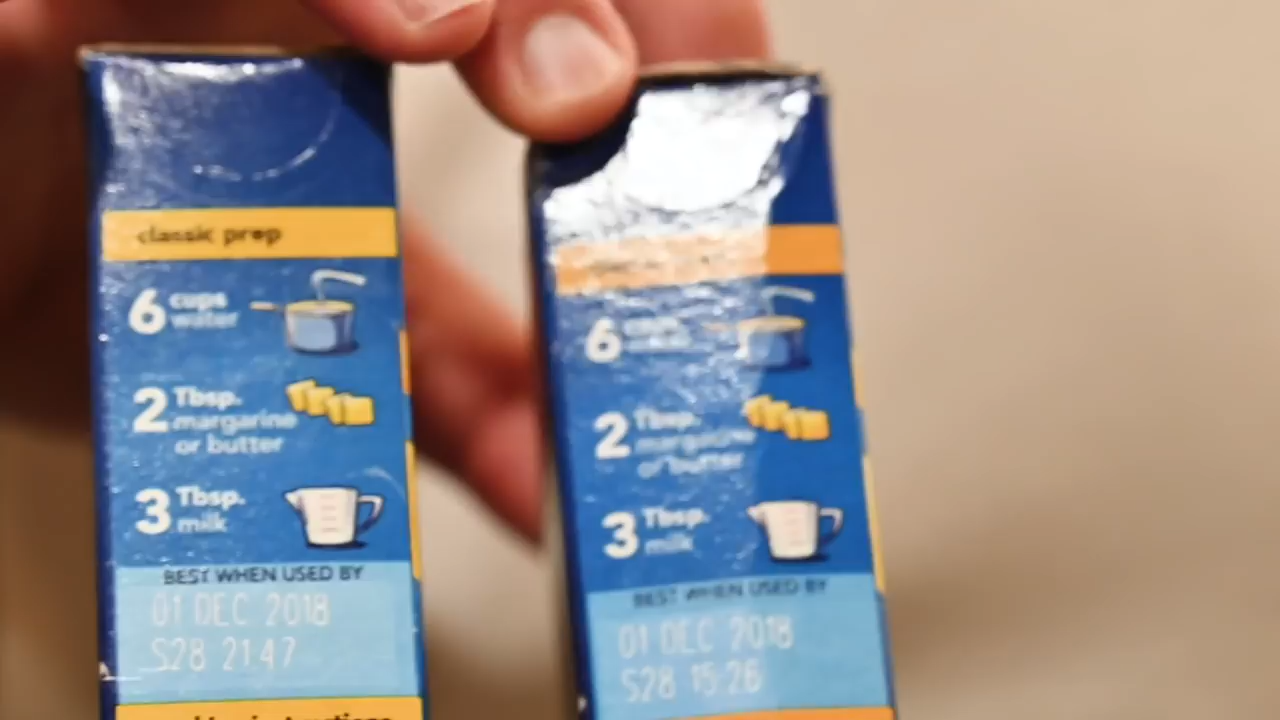 classic prep
6 cups
water
2 Tbsp.
margarine
or butter
3 Tbsp.
milk
BEST WHEN USED BY
01 DEC 2018
S28 21 47
6
2 Tbsp.
margarine
or butter
3 Tbsp.
milk
BEST WHEN USED BY
01 DEC 2018
S28 15:26